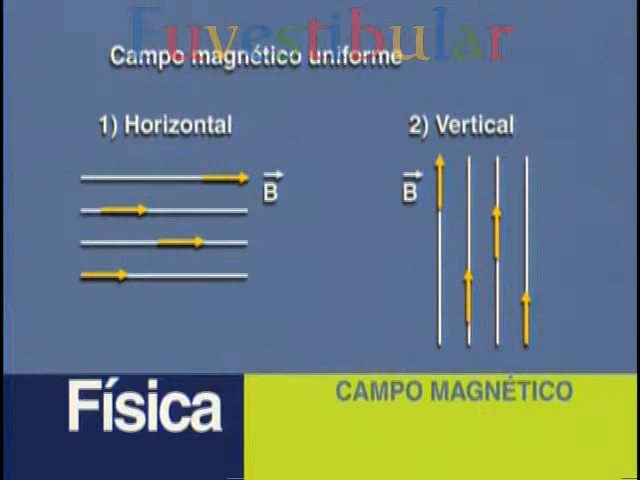 Fuvestibular
Campo magnético uniforme
1) Horizontal
2) Vertical
B
B
Física
CAMPO MAGNÉTICO